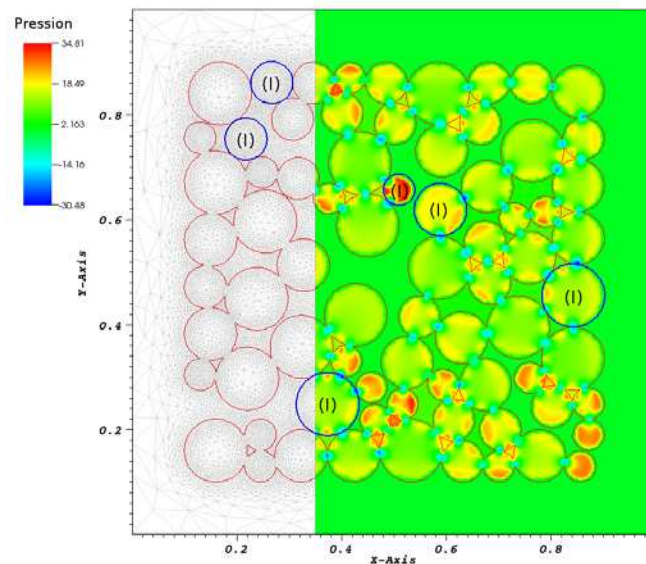 Pression
34.81
18.49
2.163
-14.16
-30.48
0.8
0.6
0.4
0.2
Y-Axis
(I)
(I)
(I)
(I)
(I)
(I)
0.2
0.4
0.6
0.8
X-Axis